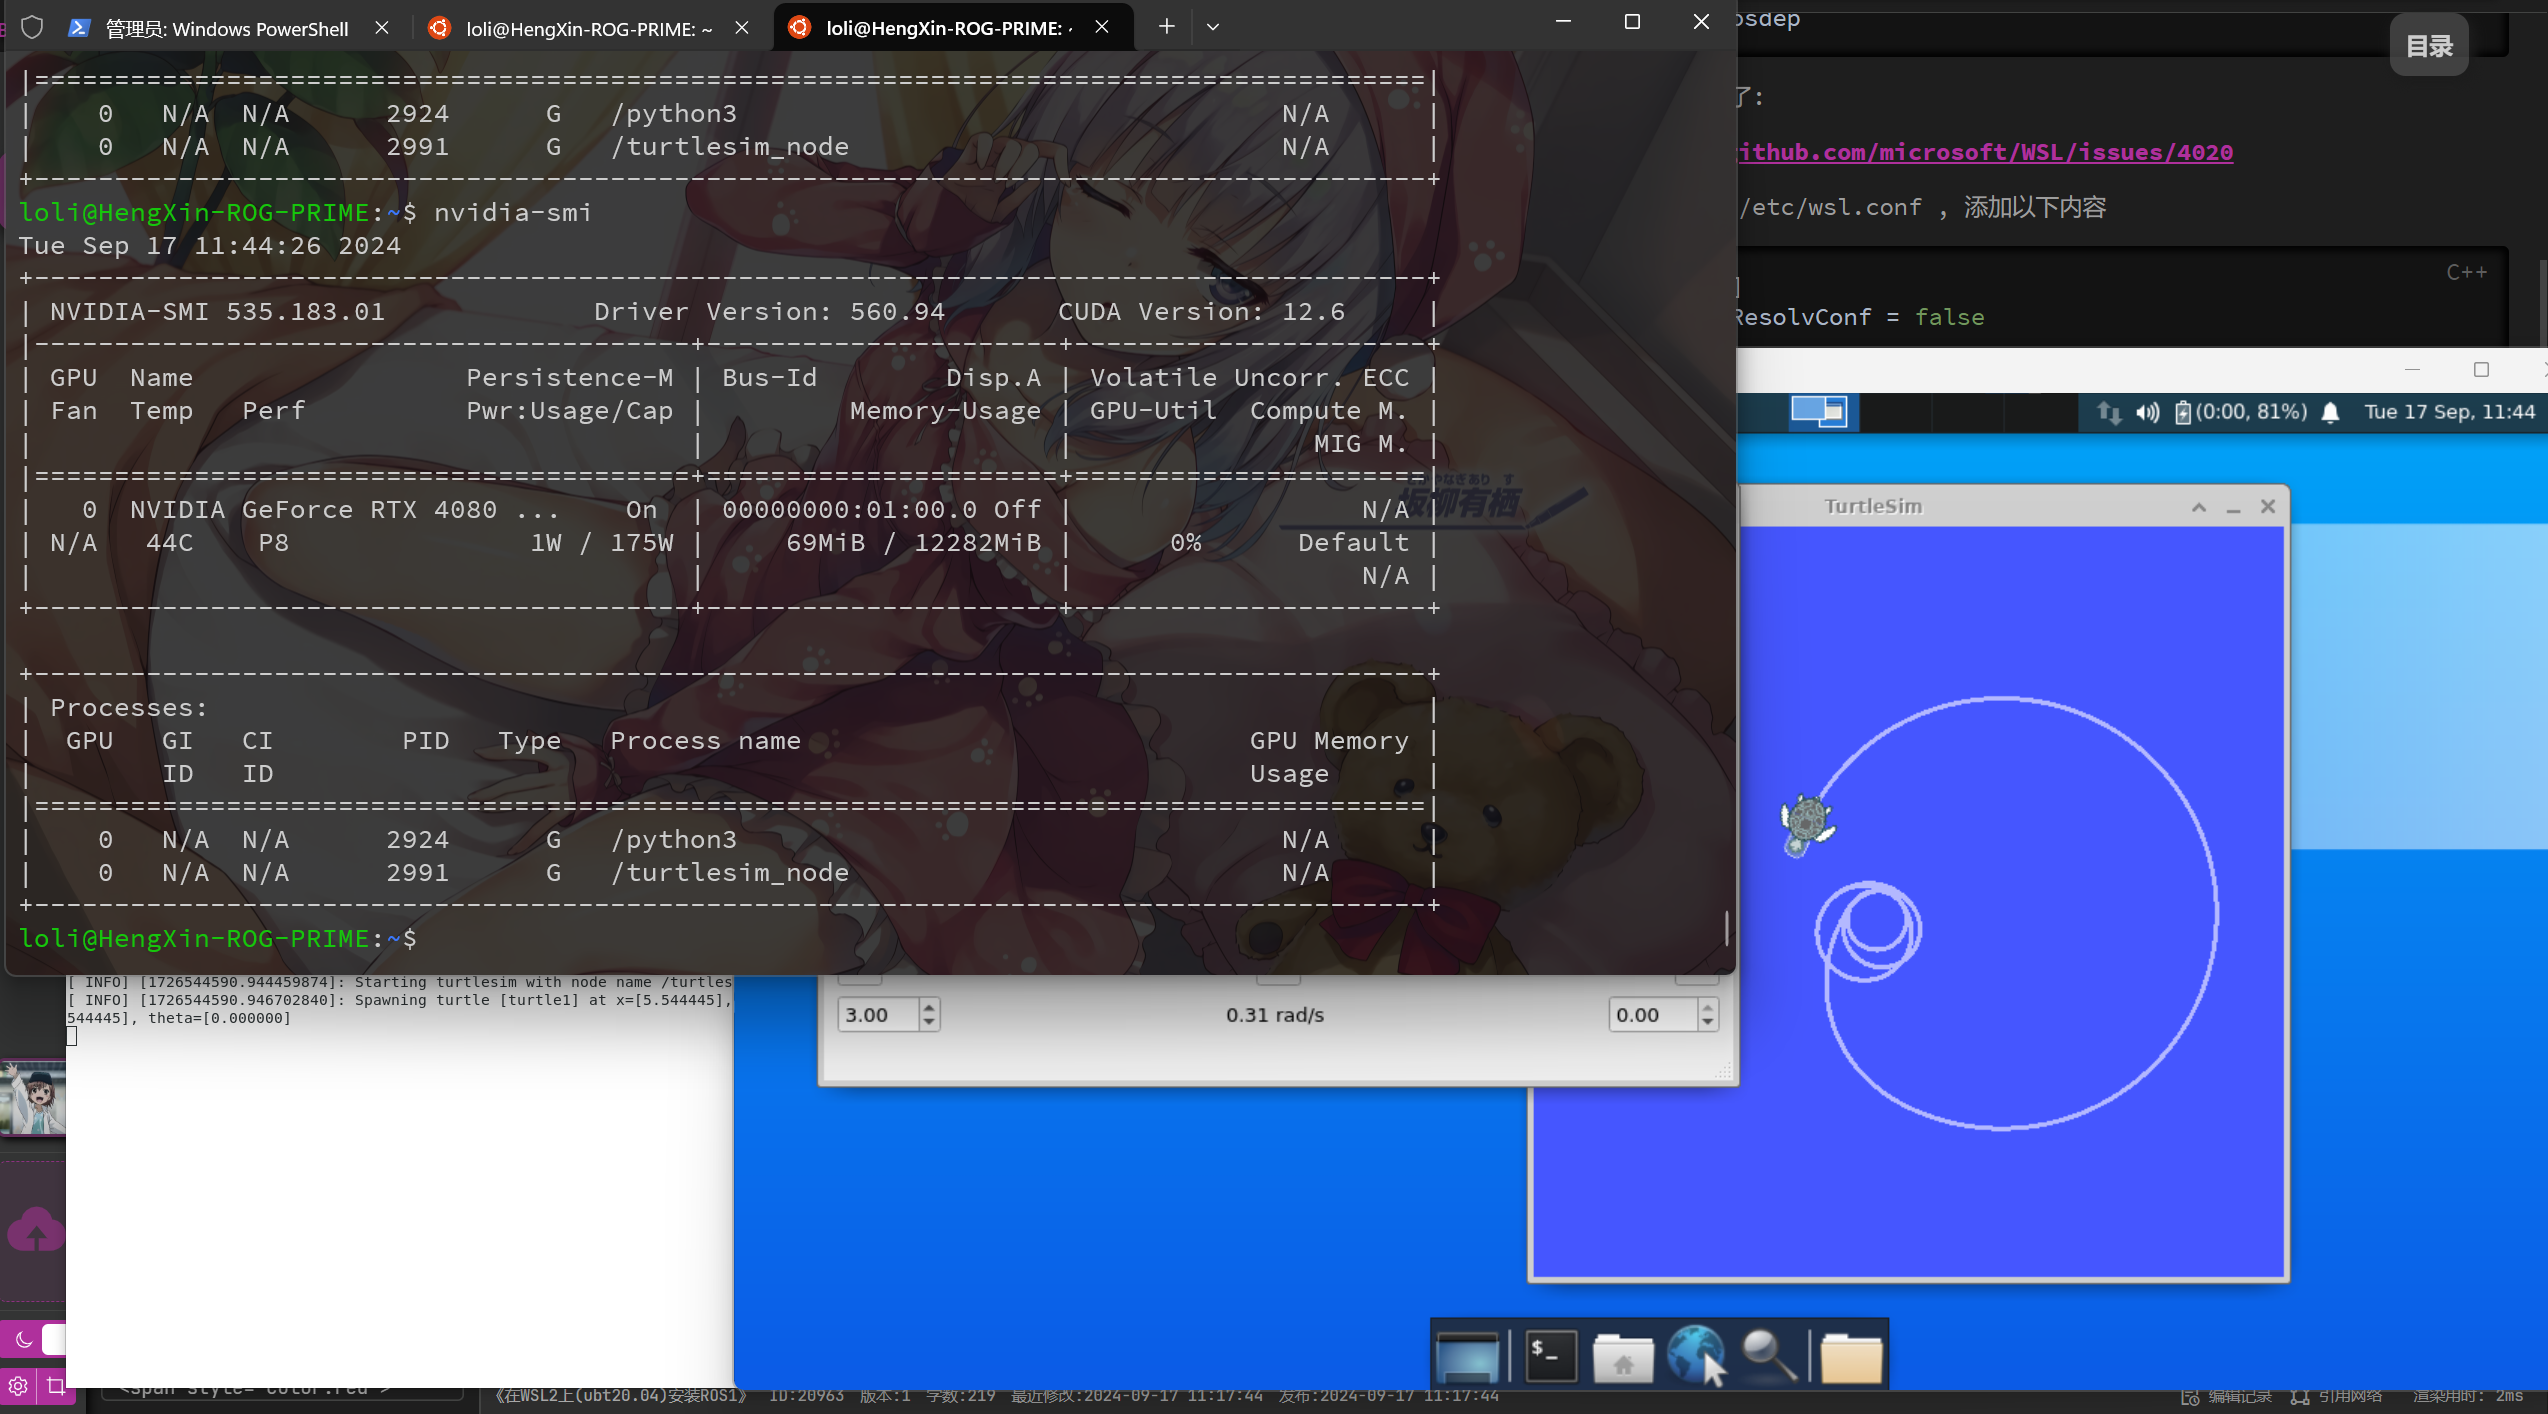 管理员: Windows PowerShell
loli@HengXin-ROG-PRIME: ~
loli@HengXin-ROG-PRIME: ~
|=======================================================================================|
|    0   N/A  N/A      2924      G   /python3                                  N/A      |
|    0   N/A  N/A      2991      G   /turtlesim_node                           N/A      |
+---------------------------------------------------------------------------------------+
loli@HengXin-ROG-PRIME:~$ nvidia-smi
Tue Sep 17 11:44:26 2024
+---------------------------------------------------------------------------------------+
| NVIDIA-SMI 535.183.01             Driver Version: 560.94       CUDA Version: 12.6     |
|-----------------------------------------+----------------------+----------------------+
| GPU  Name                 Persistence-M | Bus-Id        Disp.A | Volatile Uncorr. ECC |
| Fan  Temp   Perf          Pwr:Usage/Cap |         Memory-Usage | GPU-Util  Compute M. |
|                                         |                      |               MIG M. |
|=========================================+======================+======================|
|   0  NVIDIA GeForce RTX 4080 ...    On  | 00000000:01:00.0 Off |                  N/A |
| N/A   44C    P8               1W / 175W |     69MiB / 12282MiB |      0%      Default |
|                                         |                      |                  N/A |
+-----------------------------------------+----------------------+----------------------+
+---------------------------------------------------------------------------------------+
| Processes:                                                                            |
|  GPU   GI   CI        PID   Type   Process name                            GPU Memory |
|        ID   ID                                                             Usage      |
|=======================================================================================|
|    0   N/A  N/A      2924      G   /python3                                  N/A      |
|    0   N/A  N/A      2991      G   /turtlesim_node                           N/A      |
+---------------------------------------------------------------------------------------+
loli@HengXin-ROG-PRIME:~$
坂柳有栖
osdep
目录
了:
github.com/microsoft/WSL/issues/4020
/etc/wsl.conf , 添加以下内容
C++
]
ResolvConf = false
(0:00, 81%)
Tue 17 Sep, 11:44
TurtleSim
[ INFO] [1726544590.944459874]: Starting turtlesim with node name /turtles
[ INFO] [1726544590.946702840]: Spawning turtle [turtle1] at x=[5.544445],
544445], theta=[0.000000]
3.00
0.31 rad/s
0.00
$_
《在WSL2上(ubt20.04)安装ROS1》 ID:20963 版本:1 字数:219 最近修改:2024-09-17 11:17:44 发布:2024-09-17 11:17:44
编辑记录
引用网络
渲染用时: 2ms